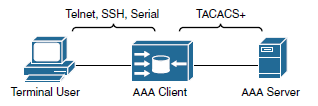 Telnet, SSH, Serial
TACACS+
Terminal User
AAA Client
AAA Server